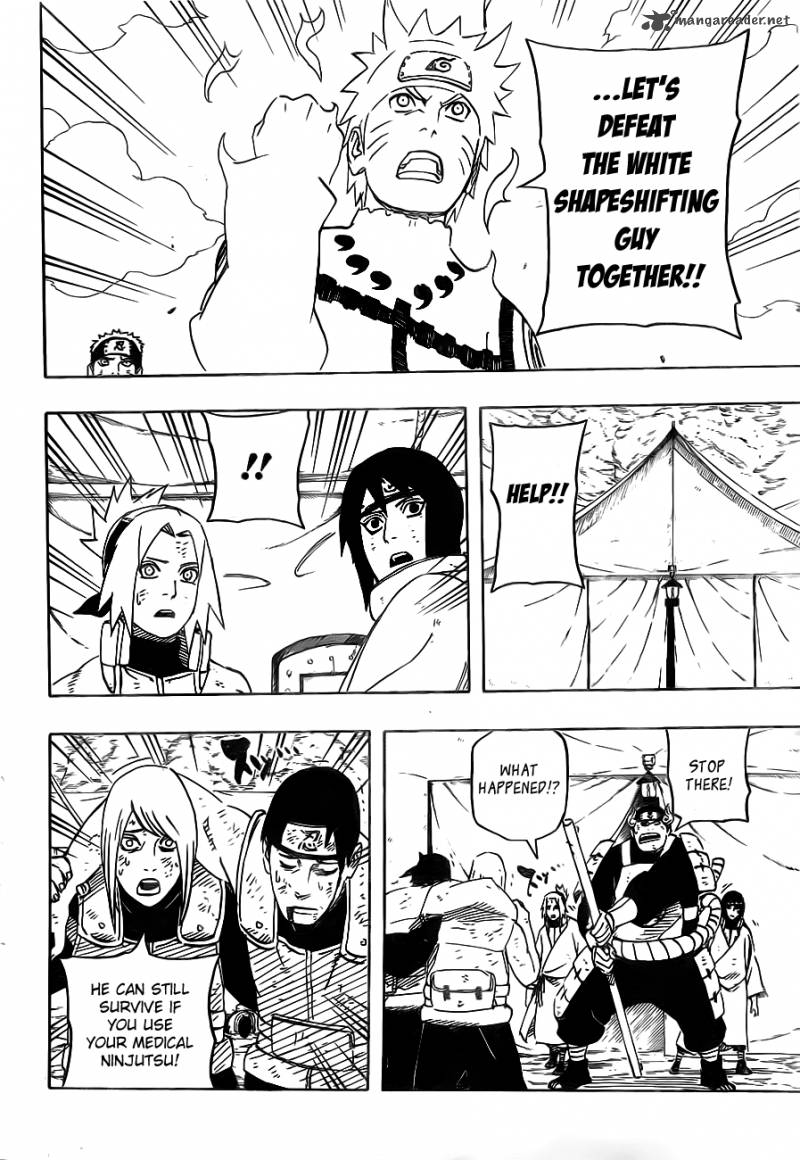 mangareader.net
...LET'S
DEFEAT
THE WHITE
SHAPESHIFTING
GUY
TOGETHER!!
HELP!!
!!
STOP
THERE!
WHAT
HAPPENED!?
HE CAN STILL
SURVIVE IF
YOU USE
YOUR MEDICAL
NINJUTSU!